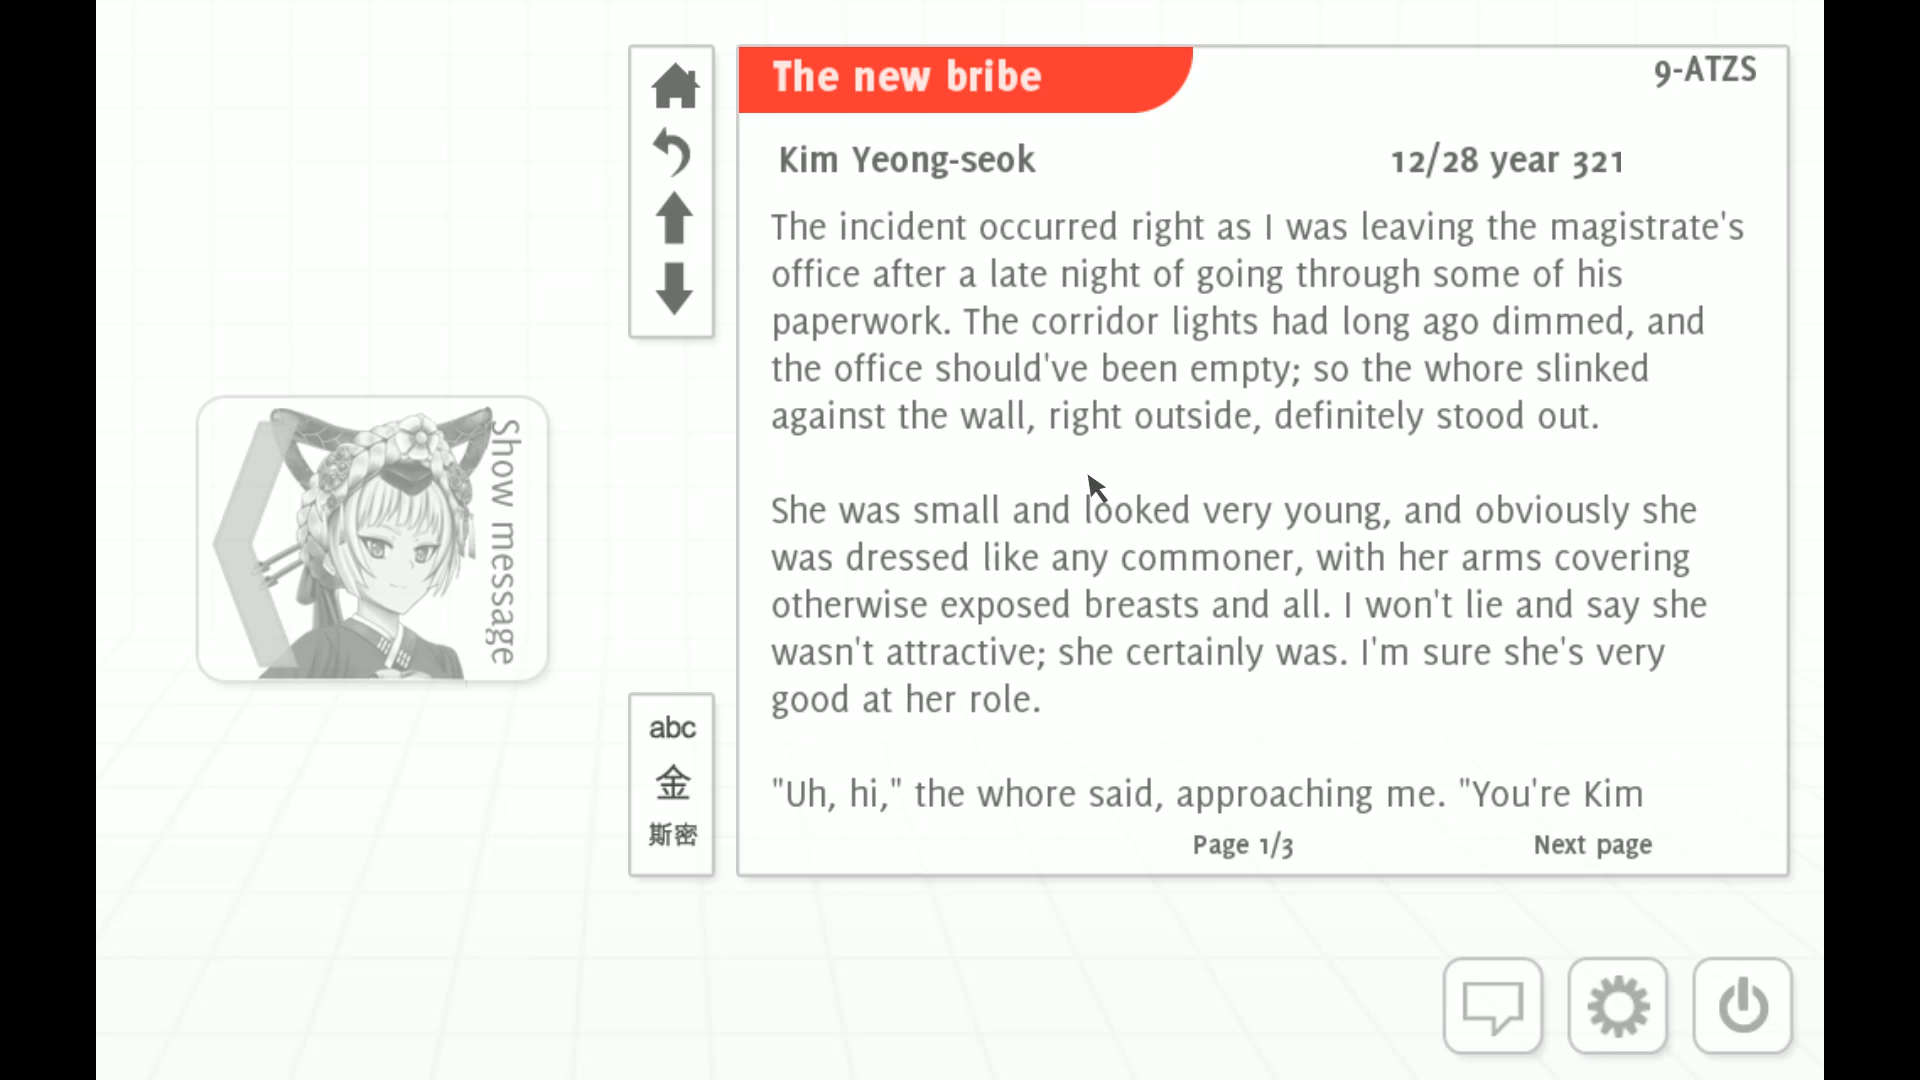 The new bribe
9-ATZS
Kim Yeong-seok
12/28 year 321
The incident occurred right as I was leaving the magistrate's
office after a late night of going through some of his
paperwork. The corridor lights had long ago dimmed, and
the office should've been empty; so the whore slinked
against the wall, right outside, definitely stood out.
She was small and looked very young, and obviously she
was dressed like any commoner, with her arms covering
otherwise exposed breasts and all. I won't lie and say she
wasn't attractive; she certainly was. I'm sure she's very
good at her role.
"Uh, hi," the whore said, approaching me. "You're Kim
Page 1/3
Next page
Show message
abc
金
斯密